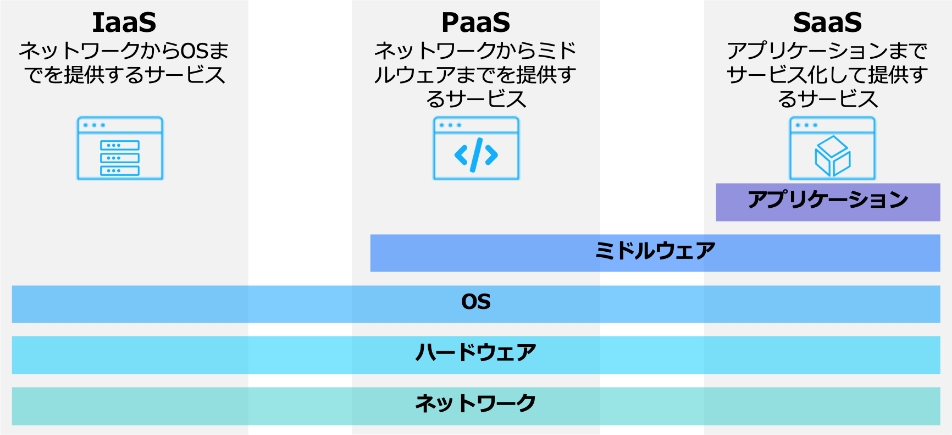 IaaS
ネットワークからOSま
でを提供するサービス
PaaS
ネットワークからミド
ルウェアまでを提供す
るサービス
SaaS
アプリケーションまで
サービス化して提供す
るサービス
アプリケーション
ミドルウェア
OS
ハードウェア
ネットワーク